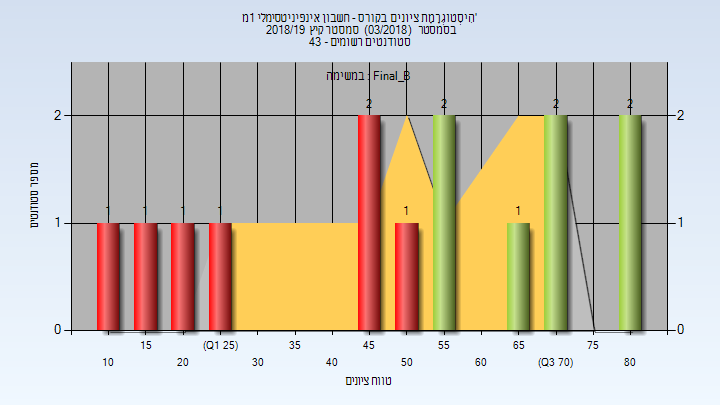 היסטוגרמת ציונים בקורס - חשבון אינפיניטסימלי 1מ'
בסמסטר (03/2018) סמסטר קיץ 2018/19
סטודנטים רשומים - 43
במשימה : Final_B
2 2 2 2
2 2
1 1 1 1 1 1
1 1
0 0
מספר סטודנטים
15 (Q1 25) 35 45 55 65 75
10 20 30 40 50 60 (Q3 70) 80
טווח ציונים